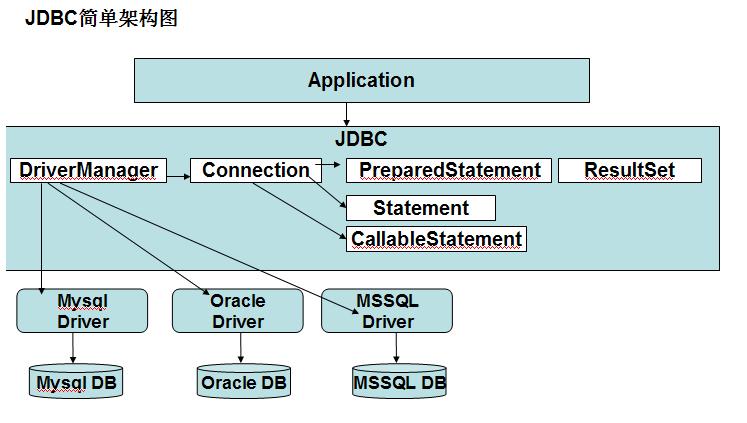 JDBC简单架构图
Application
JDBC
DriverManager
Connection
PreparedStatement
ResultSet
Statement
CallableStatement
Mysql
Driver
Oracle
Driver
MSSQL
Driver
Mysql DB
Oracle DB
MSSQL DB